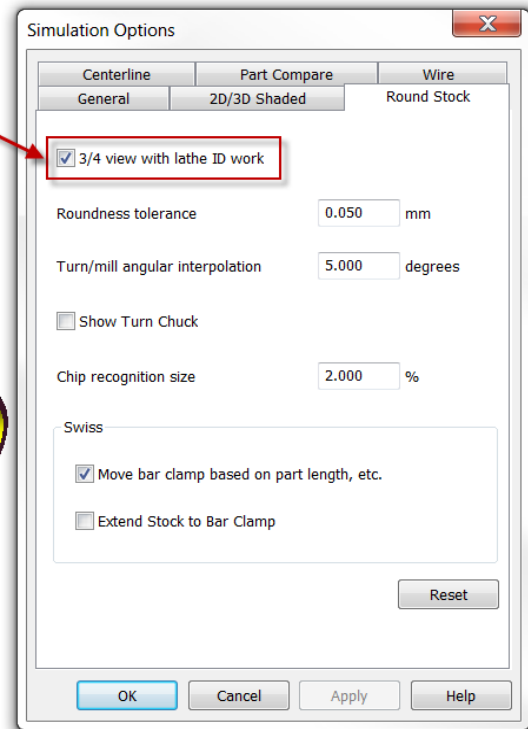 Simulation Options
Centerline Part Compare Wire
General 2D/3D Shaded Round Stock
3/4 view with lathe ID work
Roundness tolerance 0.050 mm
Turn/mill angular interpolation 5.000 degrees
Show Turn Chuck
Chip recognition size 2.000 %
Swiss
Move bar clamp based on part length, etc.
Extend Stock to Bar Clamp
Reset
OK Cancel Apply Help